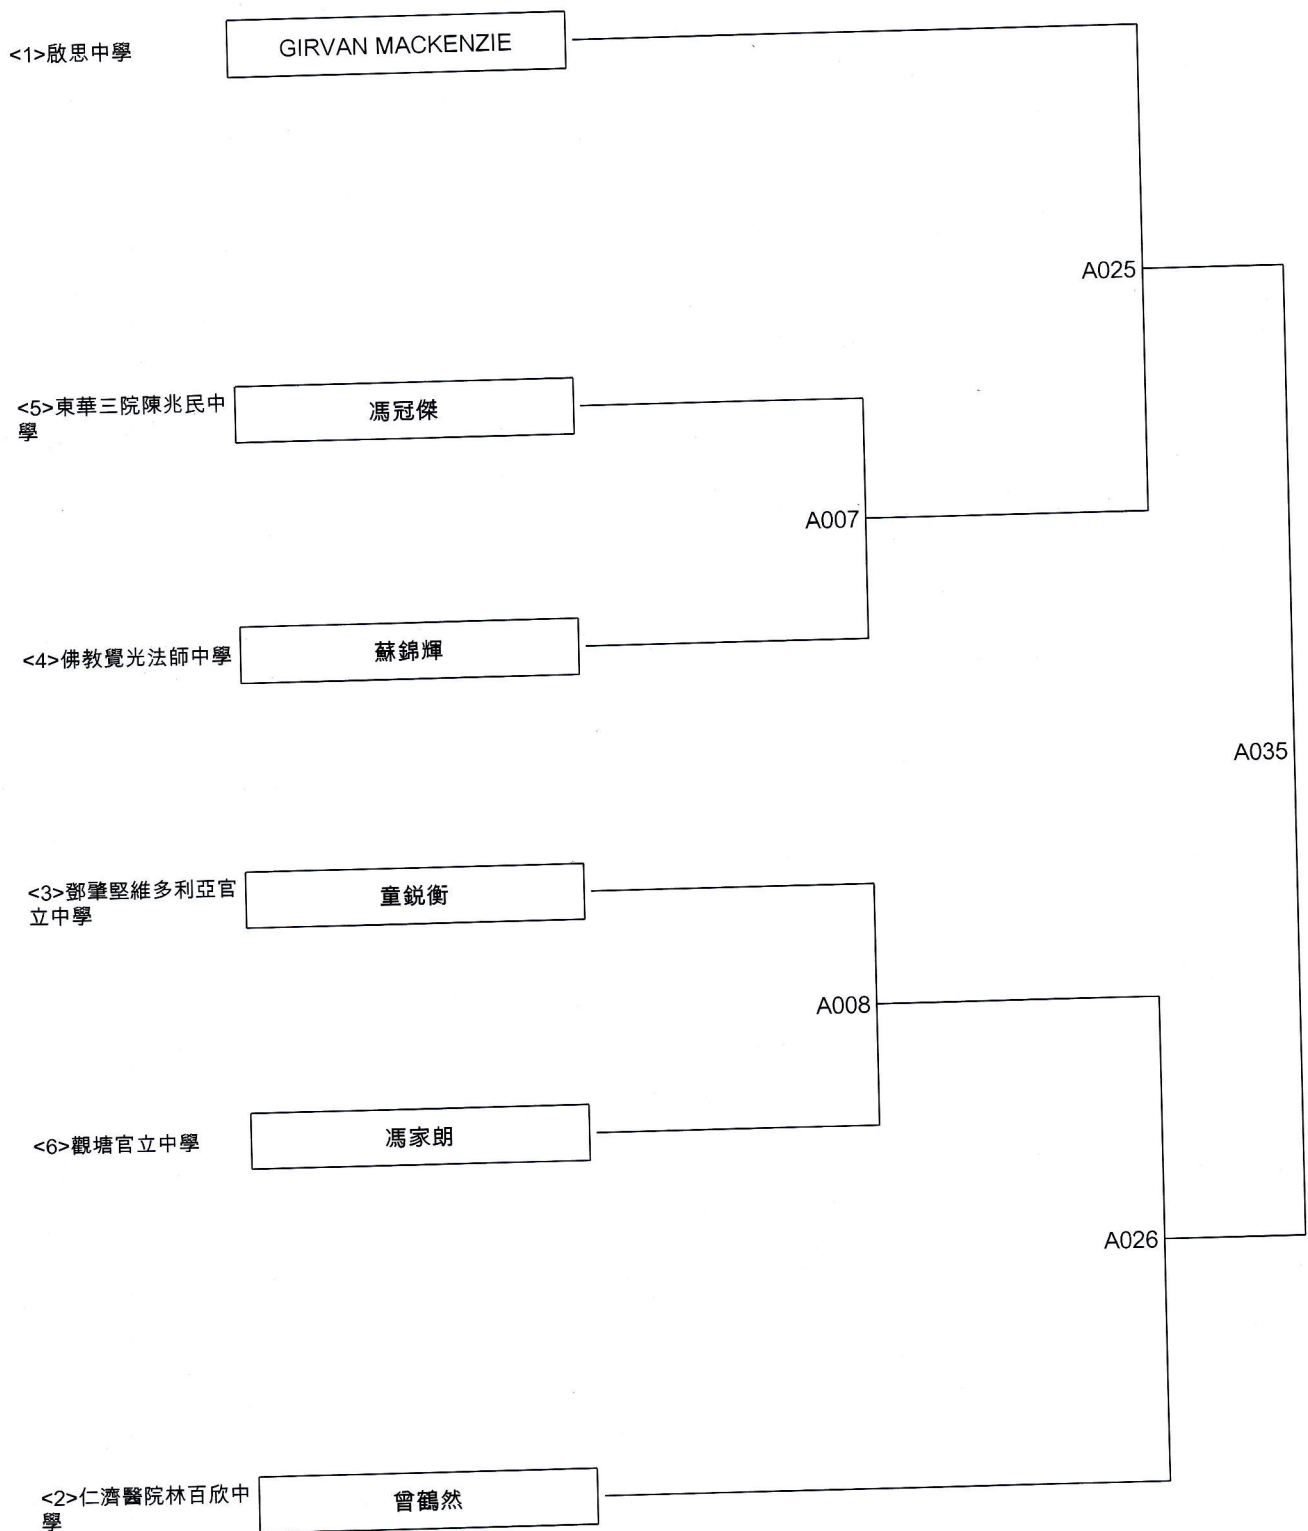 <1>啟思中學
GIRVAN MACKENZIE
A025
<5>東華三院陳兆民中
學
馮冠傑
A007
<4>佛教覺光法師中學
蘇錦輝
A035
<3>鄧肇堅維多利亞官
立中學
童鋭衡
A008
<6>觀塘官立中學
馮家朗
A026
<2>仁濟醫院林百欣中
學
曾鶴然